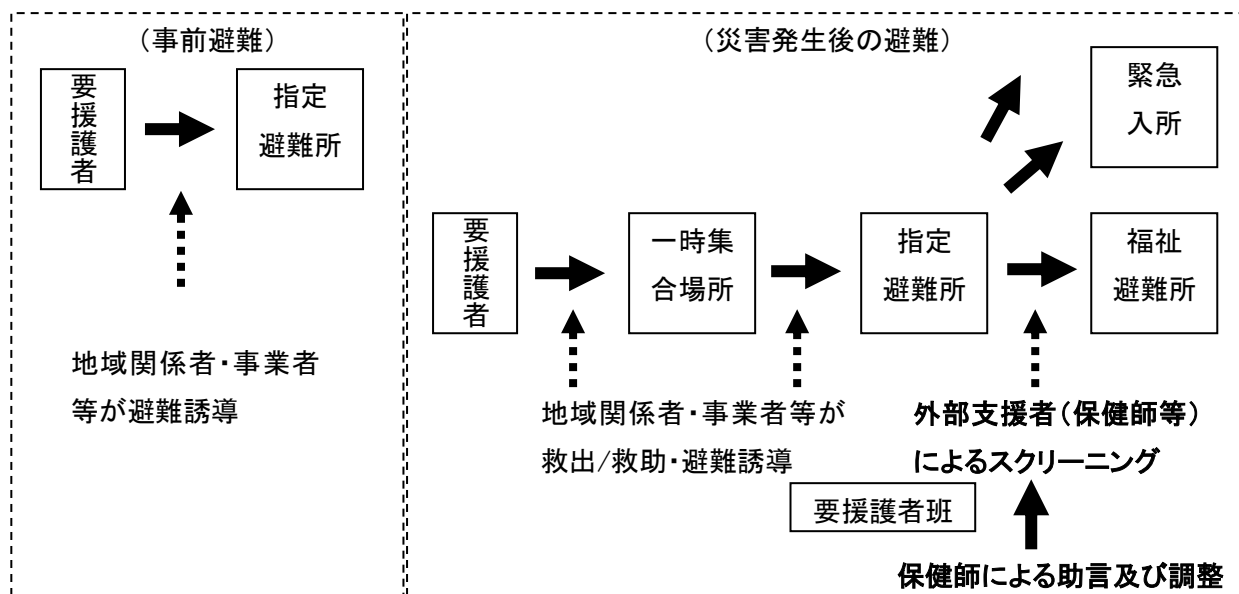 (事前避難)
要援護者
指定
避難所
地域関係者・事業者
等が避難誘導
(災害発生後の避難)
緊急
入所
要援護者
一時集
合場所
指定
避難所
福祉
避難所
地域関係者・事業者等が
救出/救助・避難誘導
外部支援者(保健師等)
によるスクリーニング
要援護者班
保健師による助言及び調整